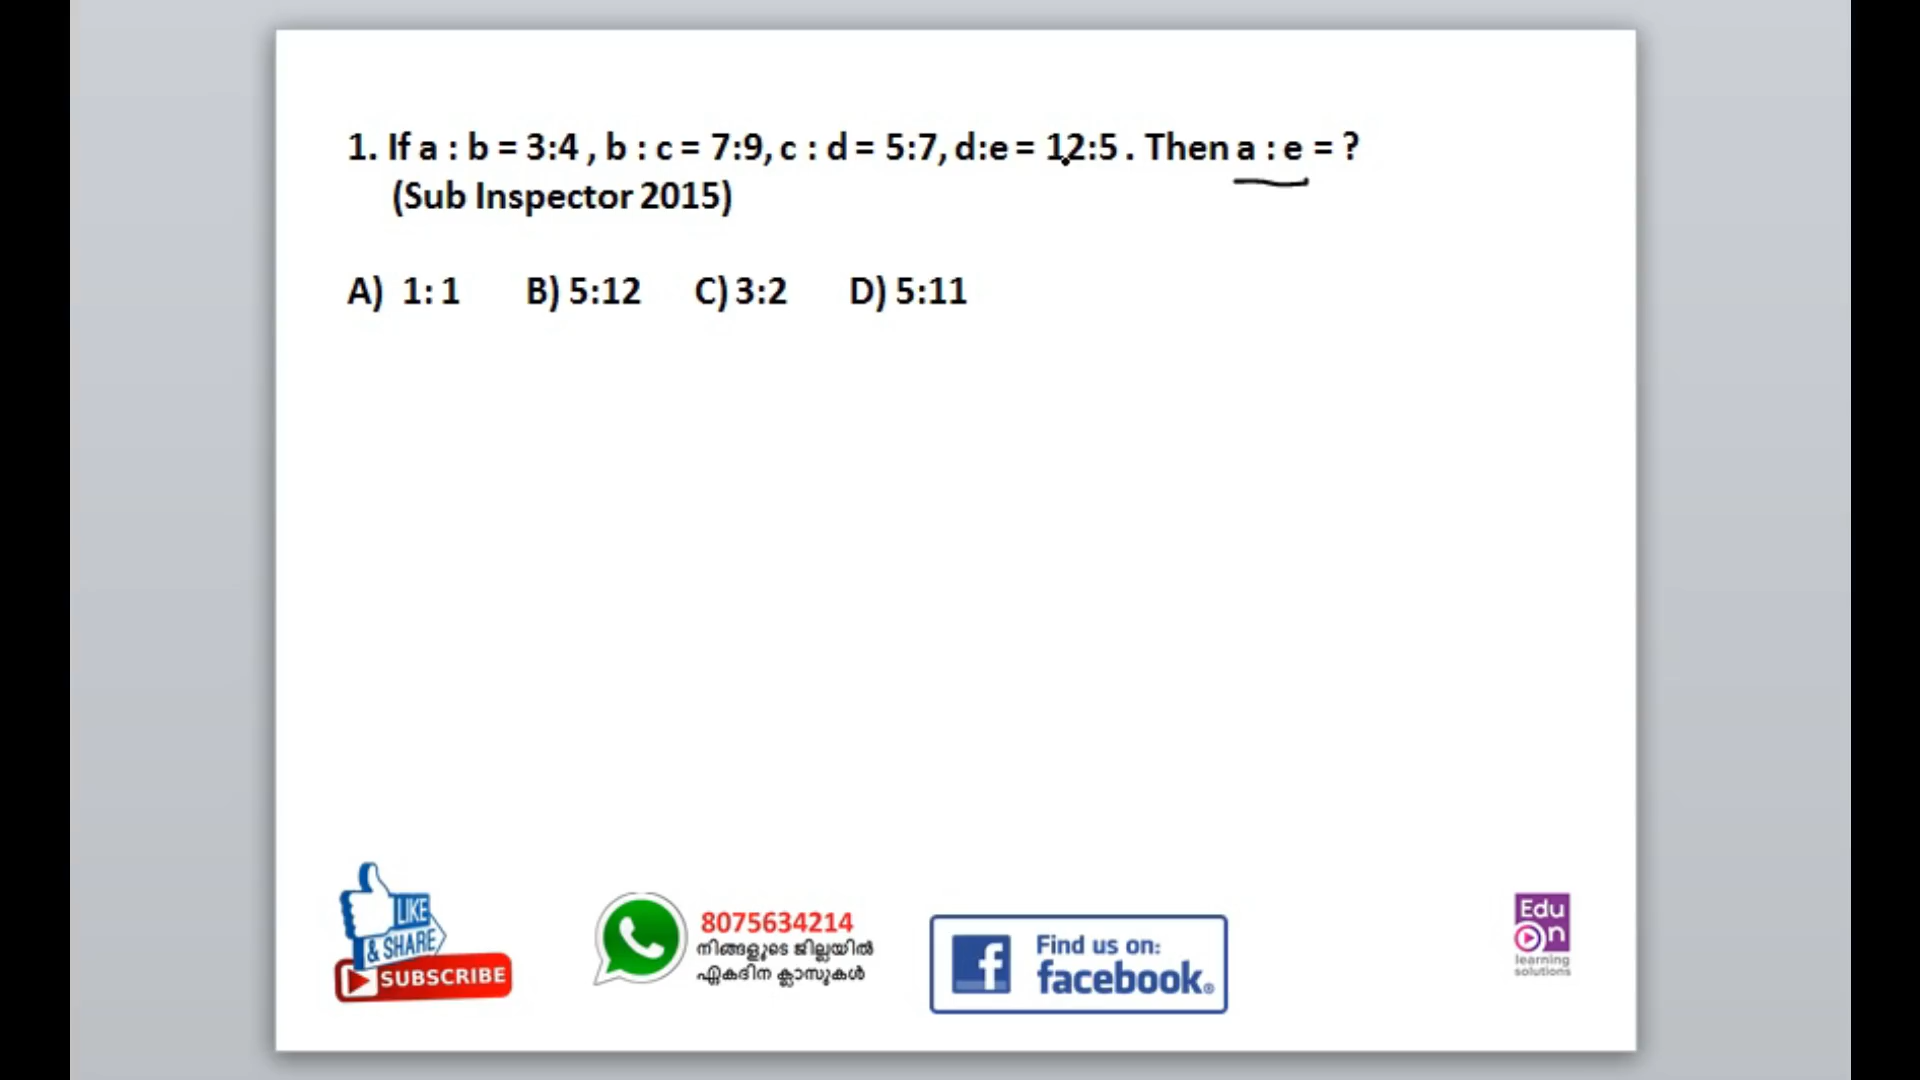 1. If a : b = 3:4 , b : c = 7:9, c : d = 5:7, d:e = 12:5 . Then a : e = ?
(Sub Inspector 2015)
A) 1: 1 B) 5:12 C) 3:2 D) 5:11
LIKE
& SHARE
SUBSCRIBE
8075634214
നിങ്ങളുടെ ജില്ലയിൽ
ഏകദിന ക്ലാസുകൾ
Find us on:
facebook®
Edu
On
learning
solutions